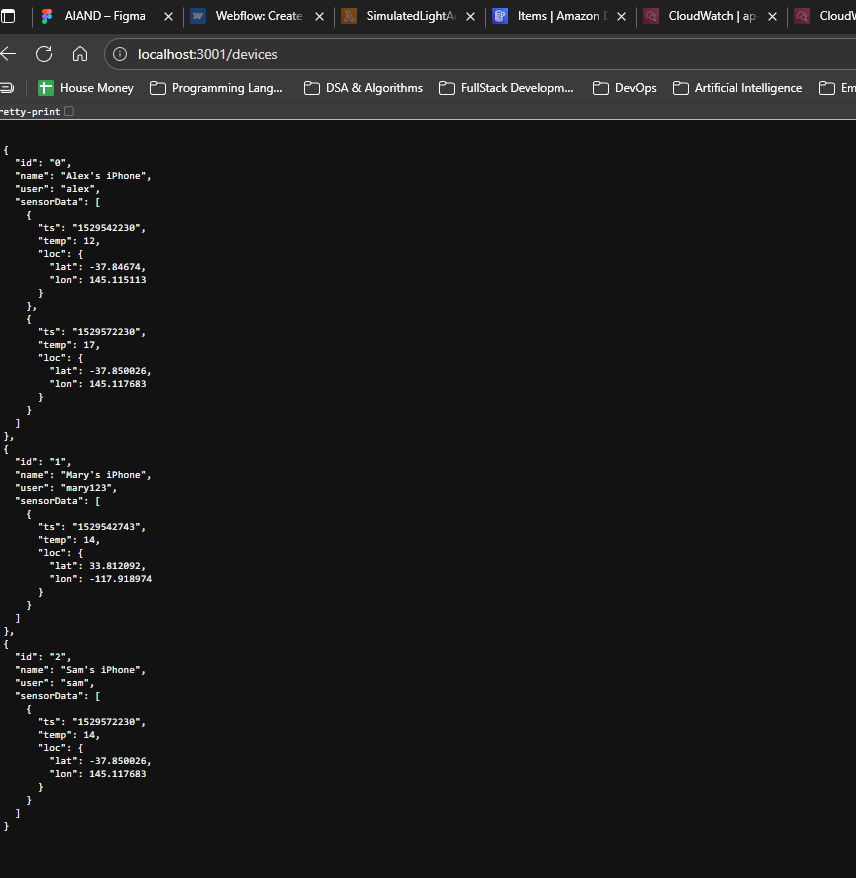 AIAND – Figma
Webflow: Create
SimulatedLightA
Items | Amazon D
CloudWatch | ap
CloudW
localhost:3001/devices
House Money
Programming Lang...
DSA & Algorithms
FullStack Developm...
DevOps
Artificial Intelligence
Em
retty-print
{
"id": "0",
"name": "Alex's iPhone",
"user": "alex",
"sensorData": [
{
"ts": "1529542230",
"temp": 12,
"loc": {
"lat": -37.84674,
"lon": 145.115113
}
},
{
"ts": "1529572230",
"temp": 17,
"loc": {
"lat": -37.850026,
"lon": 145.117683
}
}
]
},
{
"id": "1",
"name": "Mary's iPhone",
"user": "mary123",
"sensorData": [
{
"ts": "1529542743",
"temp": 14,
"loc": {
"lat": 33.812092,
"lon": -117.918974
}
}
]
},
{
"id": "2",
"name": "Sam's iPhone",
"user": "sam",
"sensorData": [
{
"ts": "1529572230",
"temp": 14,
"loc": {
"lat": -37.850026,
"lon": 145.117683
}
}
]
}